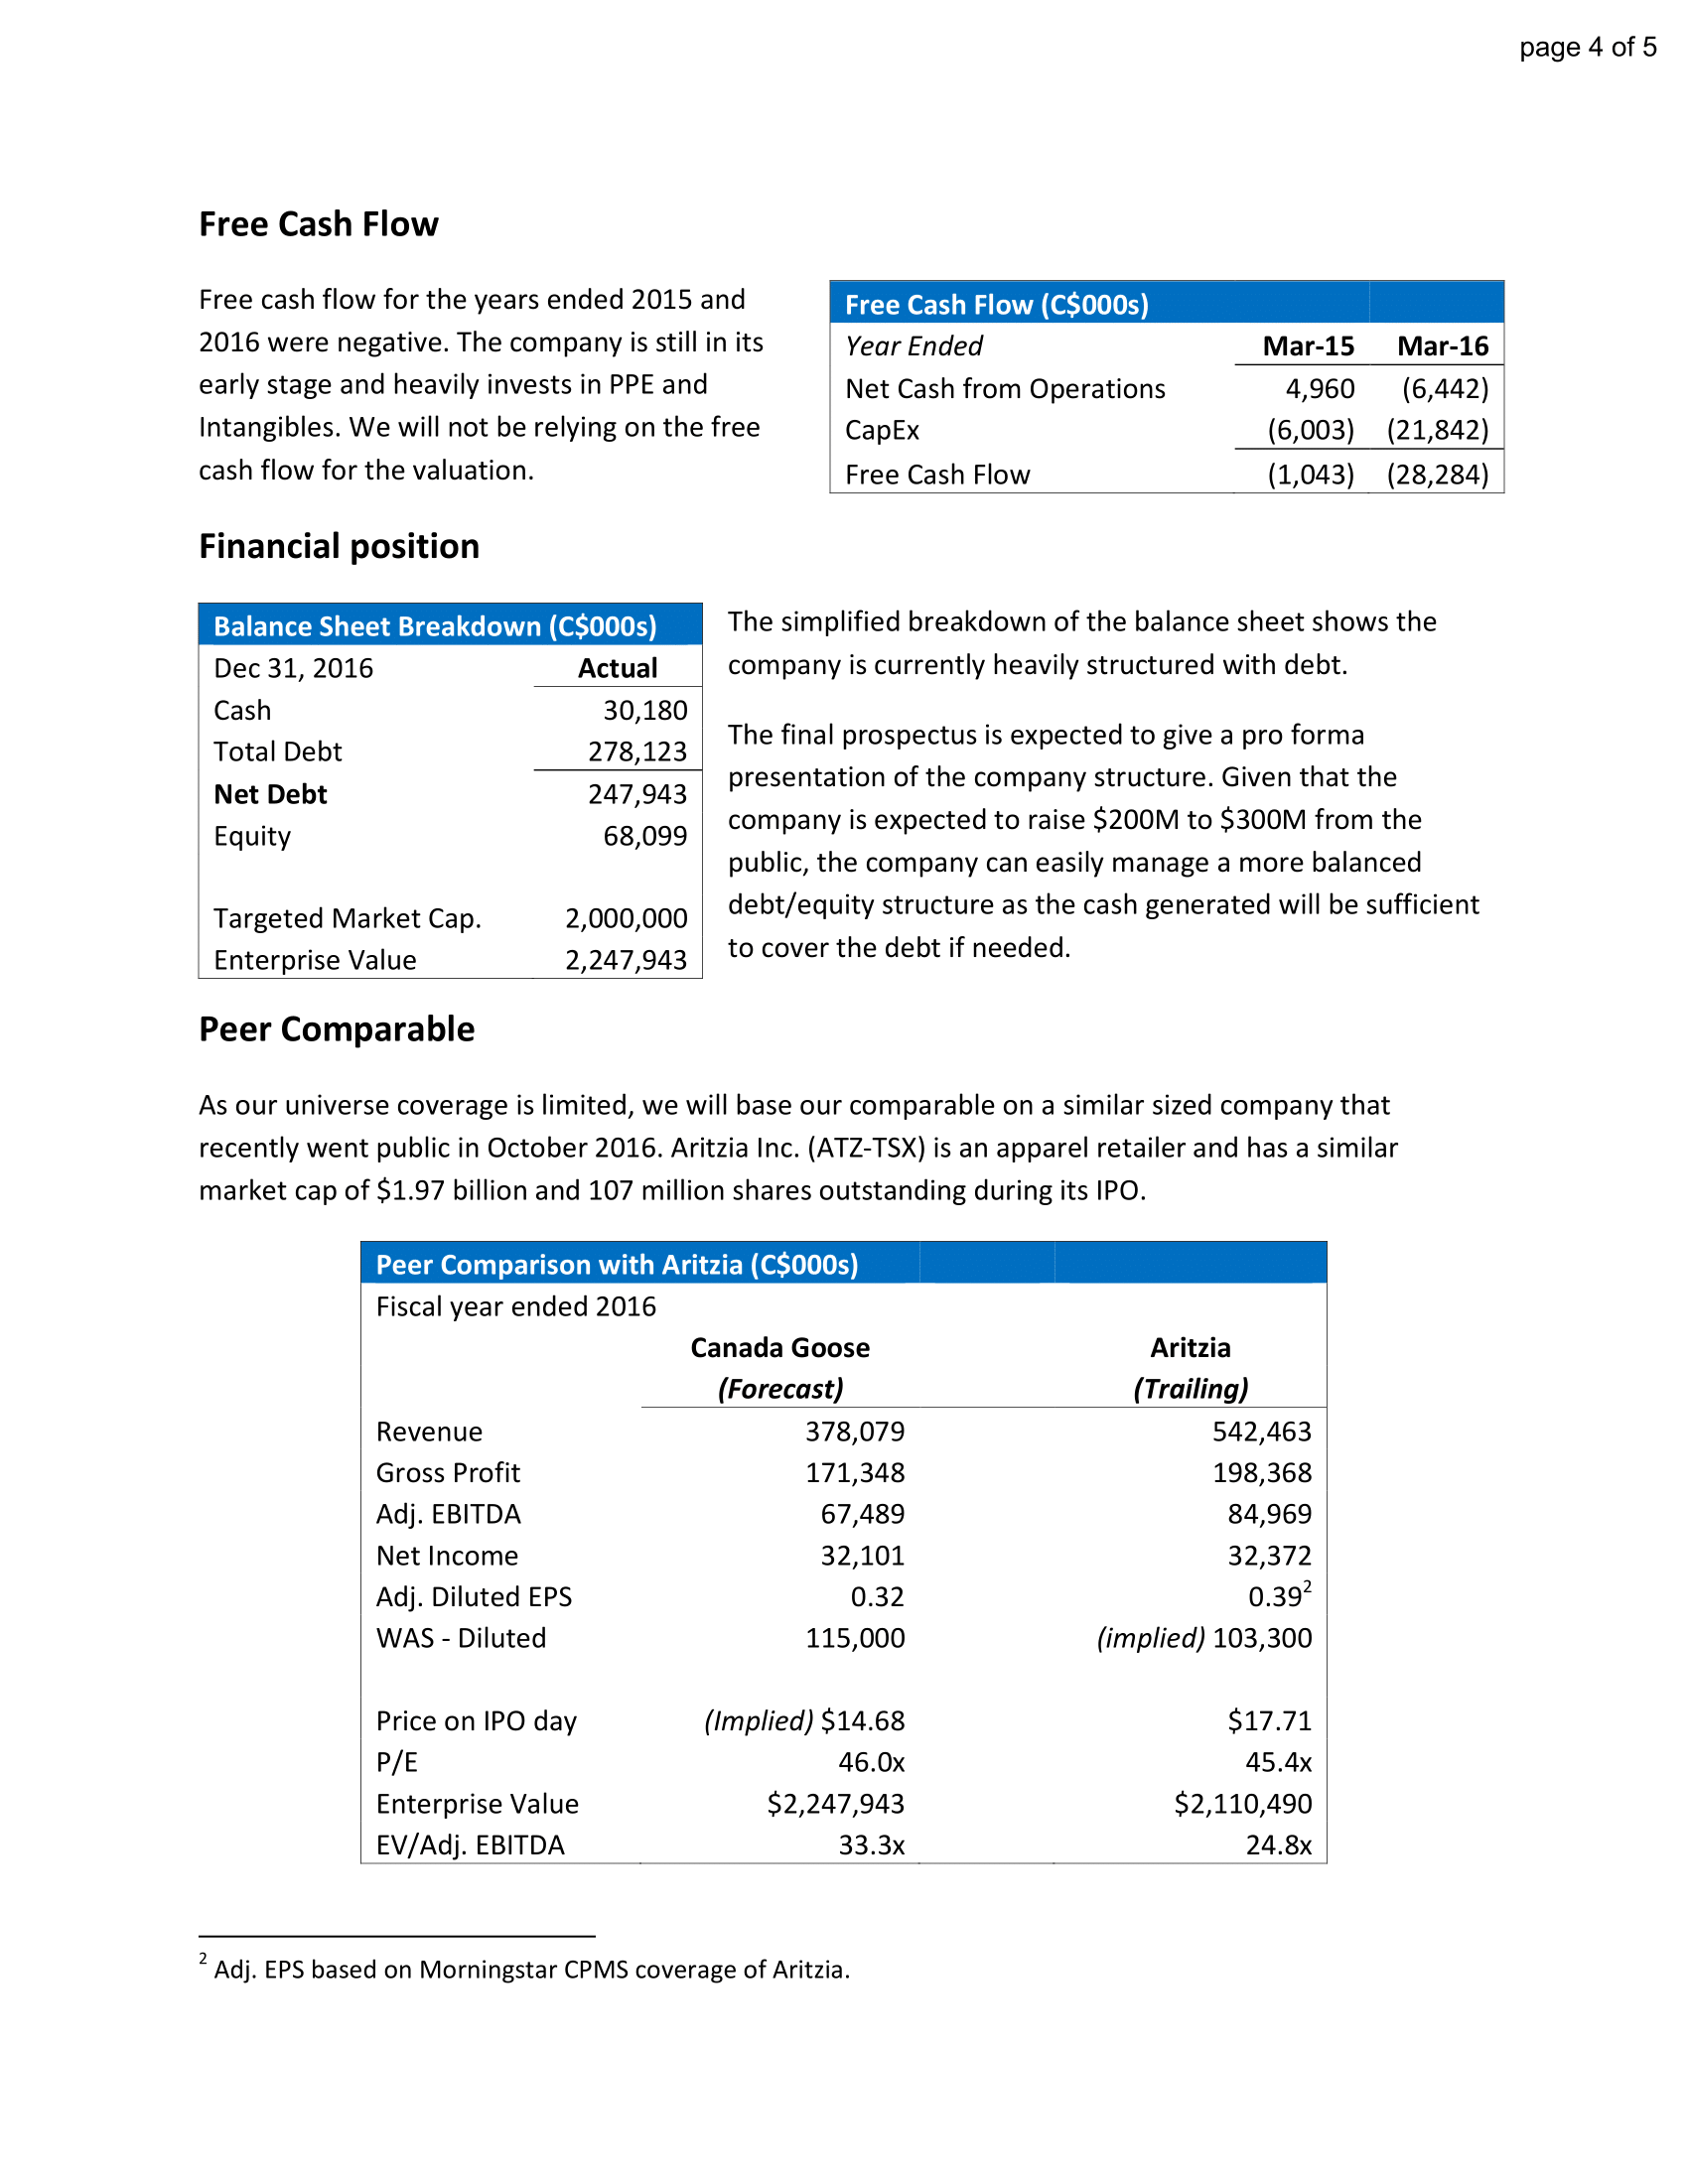 page 4 of 5
Free Cash Flow
Free cash flow for the years ended 2015 and
2016 were negative. The company is still in its
early stage and heavily invests in PPE and
Intangibles. We will not be relying on the free
cash flow for the valuation.
Free Cash Flow (C$000s)
Year Ended Mar-15 Mar-16
Net Cash from Operations 4,960 (6,442)
CapEx (6,003) (21,842)
Free Cash Flow (1,043) (28,284)
Financial position
Balance Sheet Breakdown (C$000s)
Dec 31, 2016 Actual
Cash 30,180
Total Debt 278,123
Net Debt 247,943
Equity 68,099
Targeted Market Cap. 2,000,000
Enterprise Value 2,247,943
The simplified breakdown of the balance sheet shows the
company is currently heavily structured with debt.
The final prospectus is expected to give a pro forma
presentation of the company structure. Given that the
company is expected to raise $200M to $300M from the
public, the company can easily manage a more balanced
debt/equity structure as the cash generated will be sufficient
to cover the debt if needed.
Peer Comparable
As our universe coverage is limited, we will base our comparable on a similar sized company that
recently went public in October 2016. Aritzia Inc. (ATZ-TSX) is an apparel retailer and has a similar
market cap of $1.97 billion and 107 million shares outstanding during its IPO.
Peer Comparison with Aritzia (C$000s)
Fiscal year ended 2016
Canada Goose Aritzia
(Forecast) (Trailing)
Revenue 378,079 542,463
Gross Profit 171,348 198,368
Adj. EBITDA 67,489 84,969
Net Income 32,101 32,372
Adj. Diluted EPS 0.32 0.39²
WAS - Diluted 115,000 (implied) 103,300
Price on IPO day (Implied) $14.68 $17.71
P/E 46.0x 45.4x
Enterprise Value $2,247,943 $2,110,490
EV/Adj. EBITDA 33.3x 24.8x
² Adj. EPS based on Morningstar CPMS coverage of Aritzia.